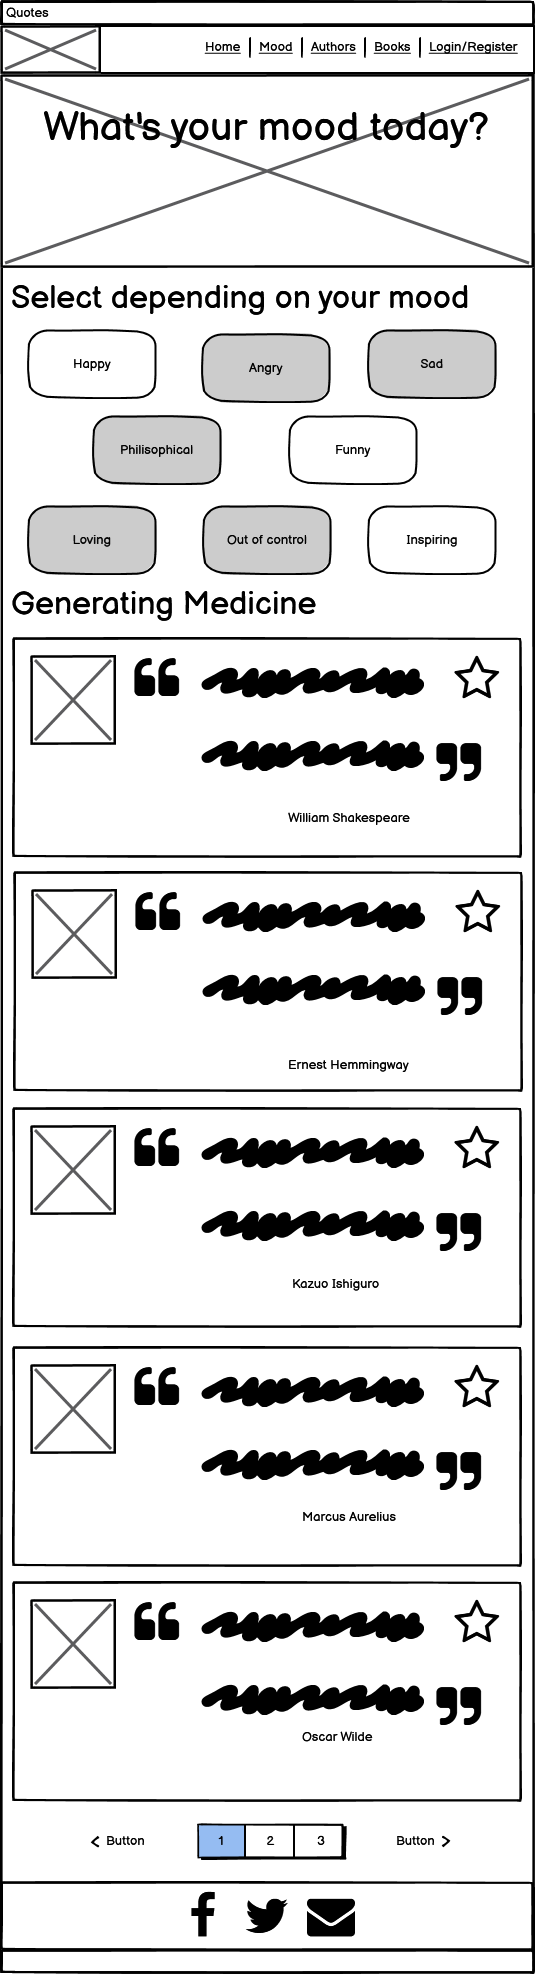 Quotes
Home Mood Authors Books Login/Register
What's your mood today?
Select depending on your mood
Happy Angry Sad
Philisophical Funny
Loving Out of control Inspiring
Generating Medicine
William Shakespeare
Ernest Hemmingway
Kazuo Ishiguro
Marcus Aurelius
Oscar Wilde
Button 1 2 3 Button